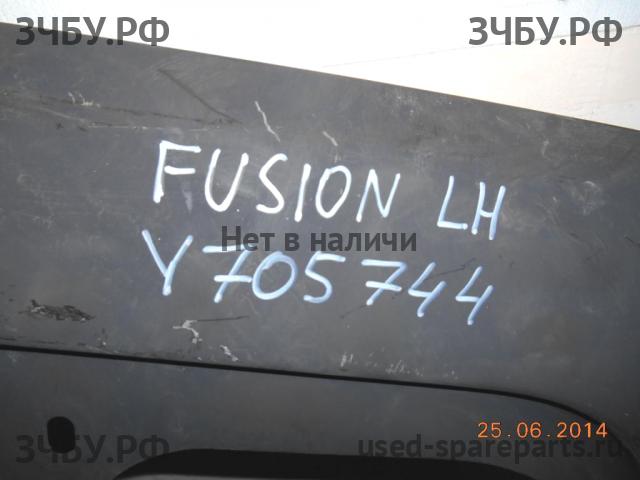 ЗЧБУ.РФ ЗЧБУ.РФ
FUSION LH
Нет в наличи
Y705744
25.06.2014
ЗЧБУ.РФ used-spareparts.ru